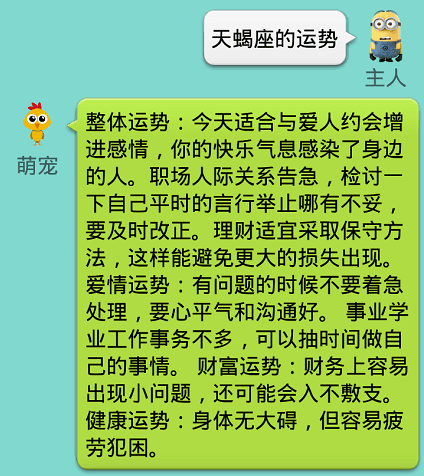 天蝎座的运势
主人
萌宠
整体运势：今天适合与爱人约会增
进感情，你的快乐气息感染了身边
的人。职场人际关系告急，检讨一
下自己平时的言行举止哪有不妥，
要及时改正。理财适宜采取保守方
法，这样能避免更大的损失出现。
爱情运势：有问题的时候不要着急
处理，要心平气和沟通好。 事业学
业工作事务不多，可以抽时间做自
己的事情。 财富运势：财务上容易
出现小问题，还可能会入不敷支。
健康运势：身体无大碍，但容易疲
劳犯困。